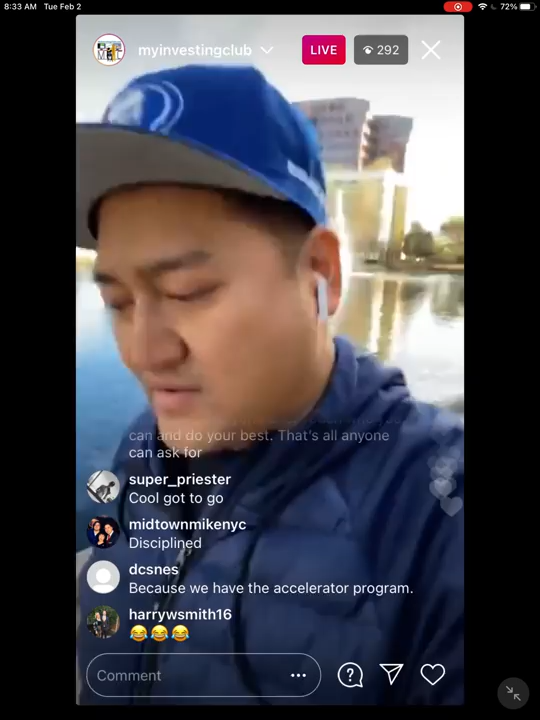 8:33 AM Tue Feb 2
72%
myinvestingclub
LIVE
292
can and do your best. That's all anyone
can ask for
super_priester
Cool got to go
midtownmikenyc
Disciplined
dcsnes
Because we have the accelerator program.
harrywsmith16
😂😂😂
Comment